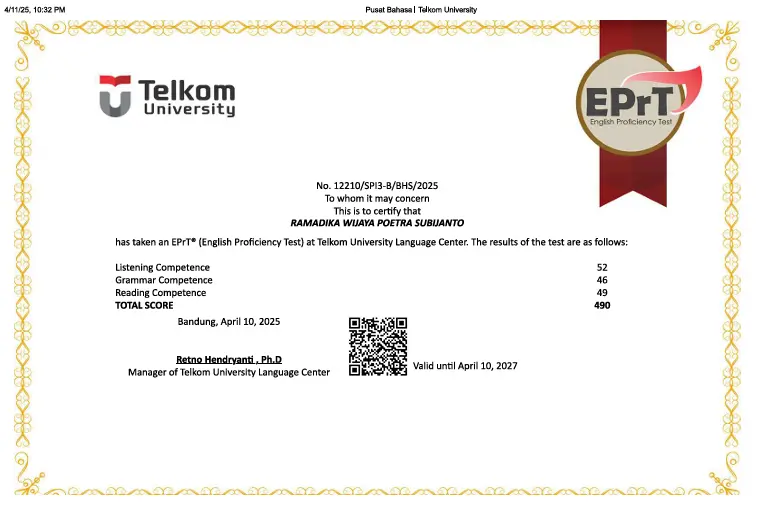 4/11/25, 10:32 PM
Pusat Bahasa | Telkom University
Telkom
University
EPrT
English Proficiency Test
No. 12210/SPI3-B/BHS/2025
To whom it may concern
This is to certify that
RAMADIKA WIJAYA POETRA SUBIJANTO
has taken an EPrT® (English Proficiency Test) at Telkom University Language Center. The results of the test are as follows:
Listening Competence 52
Grammar Competence 46
Reading Competence 49
TOTAL SCORE 490
Bandung, April 10, 2025
Retno Hendryanti , Ph.D
Manager of Telkom University Language Center
Valid until April 10, 2027